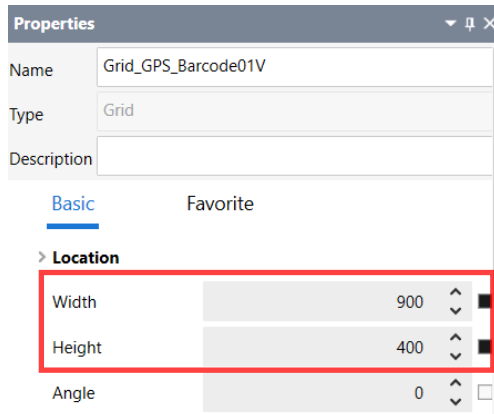 Properties
Name Grid_GPS_Barcode01V
Type Grid
Description
Basic Favorite
Location
Width 900
Height 400
Angle 0